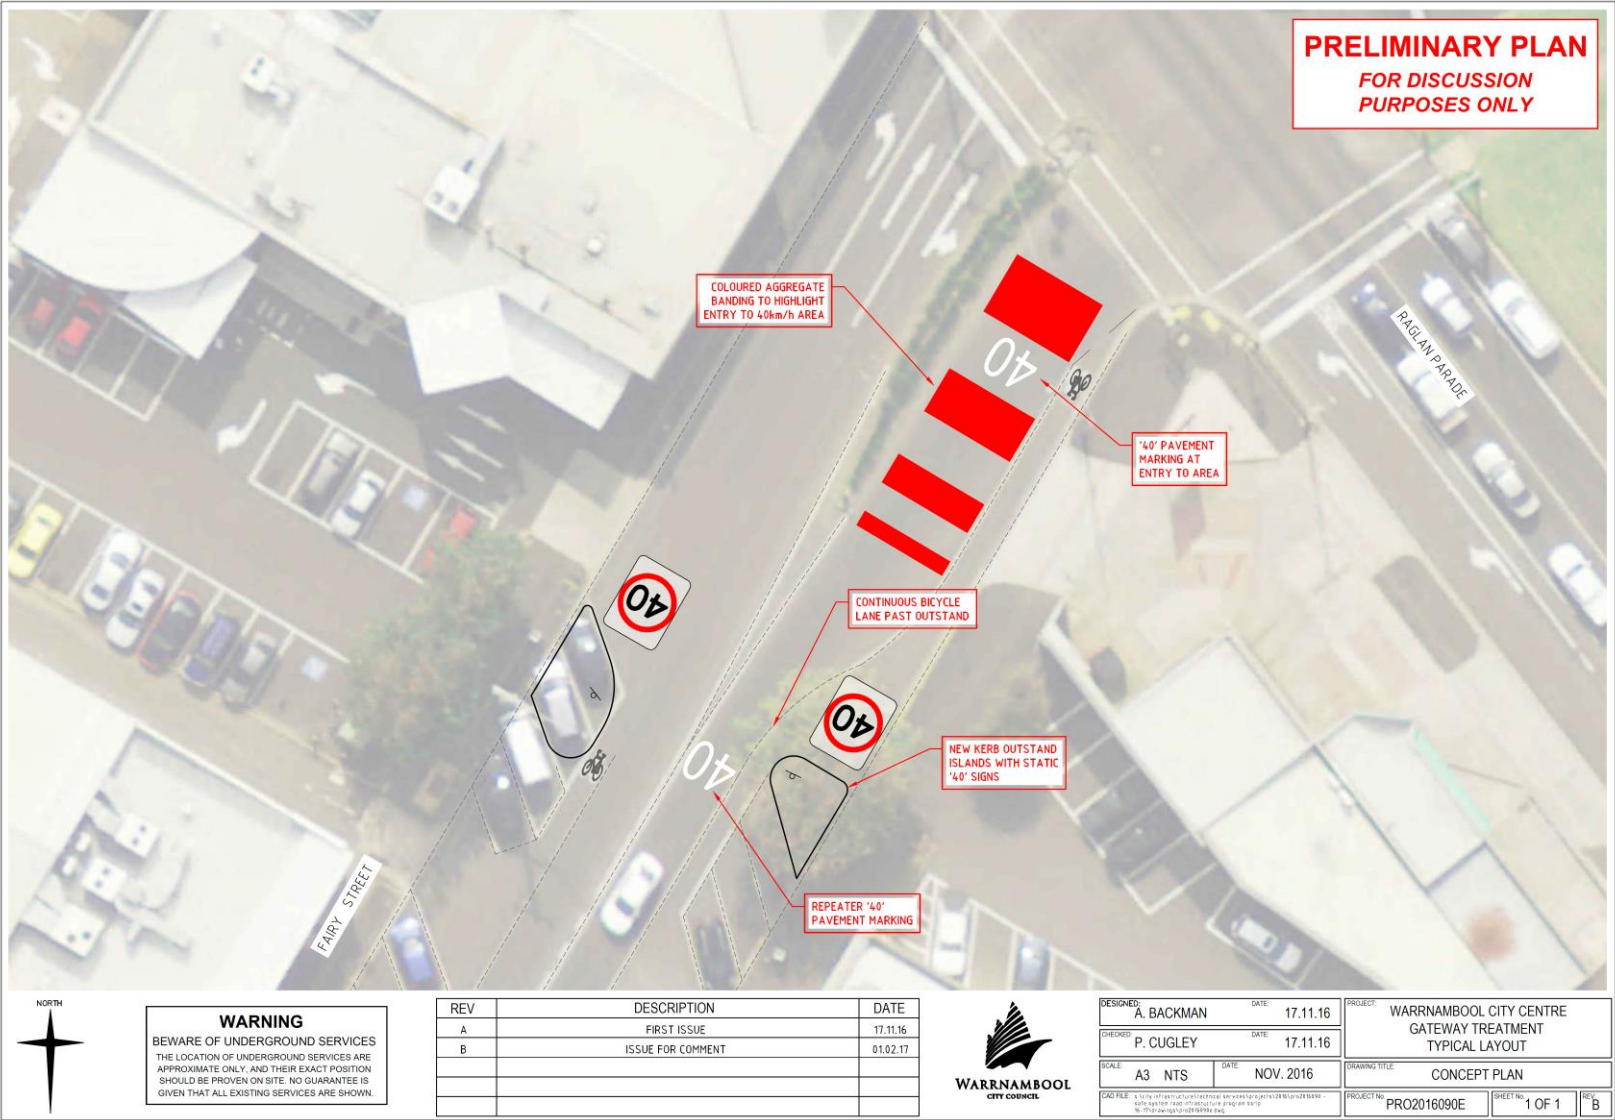 PRELIMINARY PLAN
FOR DISCUSSION
PURPOSES ONLY
COLOURED AGGREGATE
BANDING TO HIGHLIGHT
ENTRY TO 40km/h AREA
40
'40' PAVEMENT
MARKING AT
ENTRY TO AREA
RAGLAN PARADE
40
CONTINUOUS BICYCLE
LANE PAST OUTSTAND
40
NEW KERB OUTSTAND
ISLANDS WITH STATIC
'40' SIGNS
40
REPEATER '40'
PAVEMENT MARKING
FAIRY STREET
NORTH
WARNING
BEWARE OF UNDERGROUND SERVICES
THE LOCATION OF UNDERGROUND SERVICES ARE
APPROXIMATE ONLY, AND THEIR EXACT POSITION
SHOULD BE PROVEN ON SITE. NO GUARANTEE IS
GIVEN THAT ALL EXISTING SERVICES ARE SHOWN.
REV DESCRIPTION DATE
A FIRST ISSUE 17.11.16
B ISSUE FOR COMMENT 01.02.17
WARRNAMBOOL
CITY COUNCIL
DESIGNED: A. BACKMAN DATE: 17.11.16
CHECKED: P. CUGLEY DATE: 17.11.16
SCALE: A3 NTS DATE: NOV. 2016
CAD FILE:
PROJECT: WARRNAMBOOL CITY CENTRE
GATEWAY TREATMENT
TYPICAL LAYOUT
DRAWING TITLE: CONCEPT PLAN
PROJECT No. PRO2016090E SHEET No. 1 OF 1 REV B